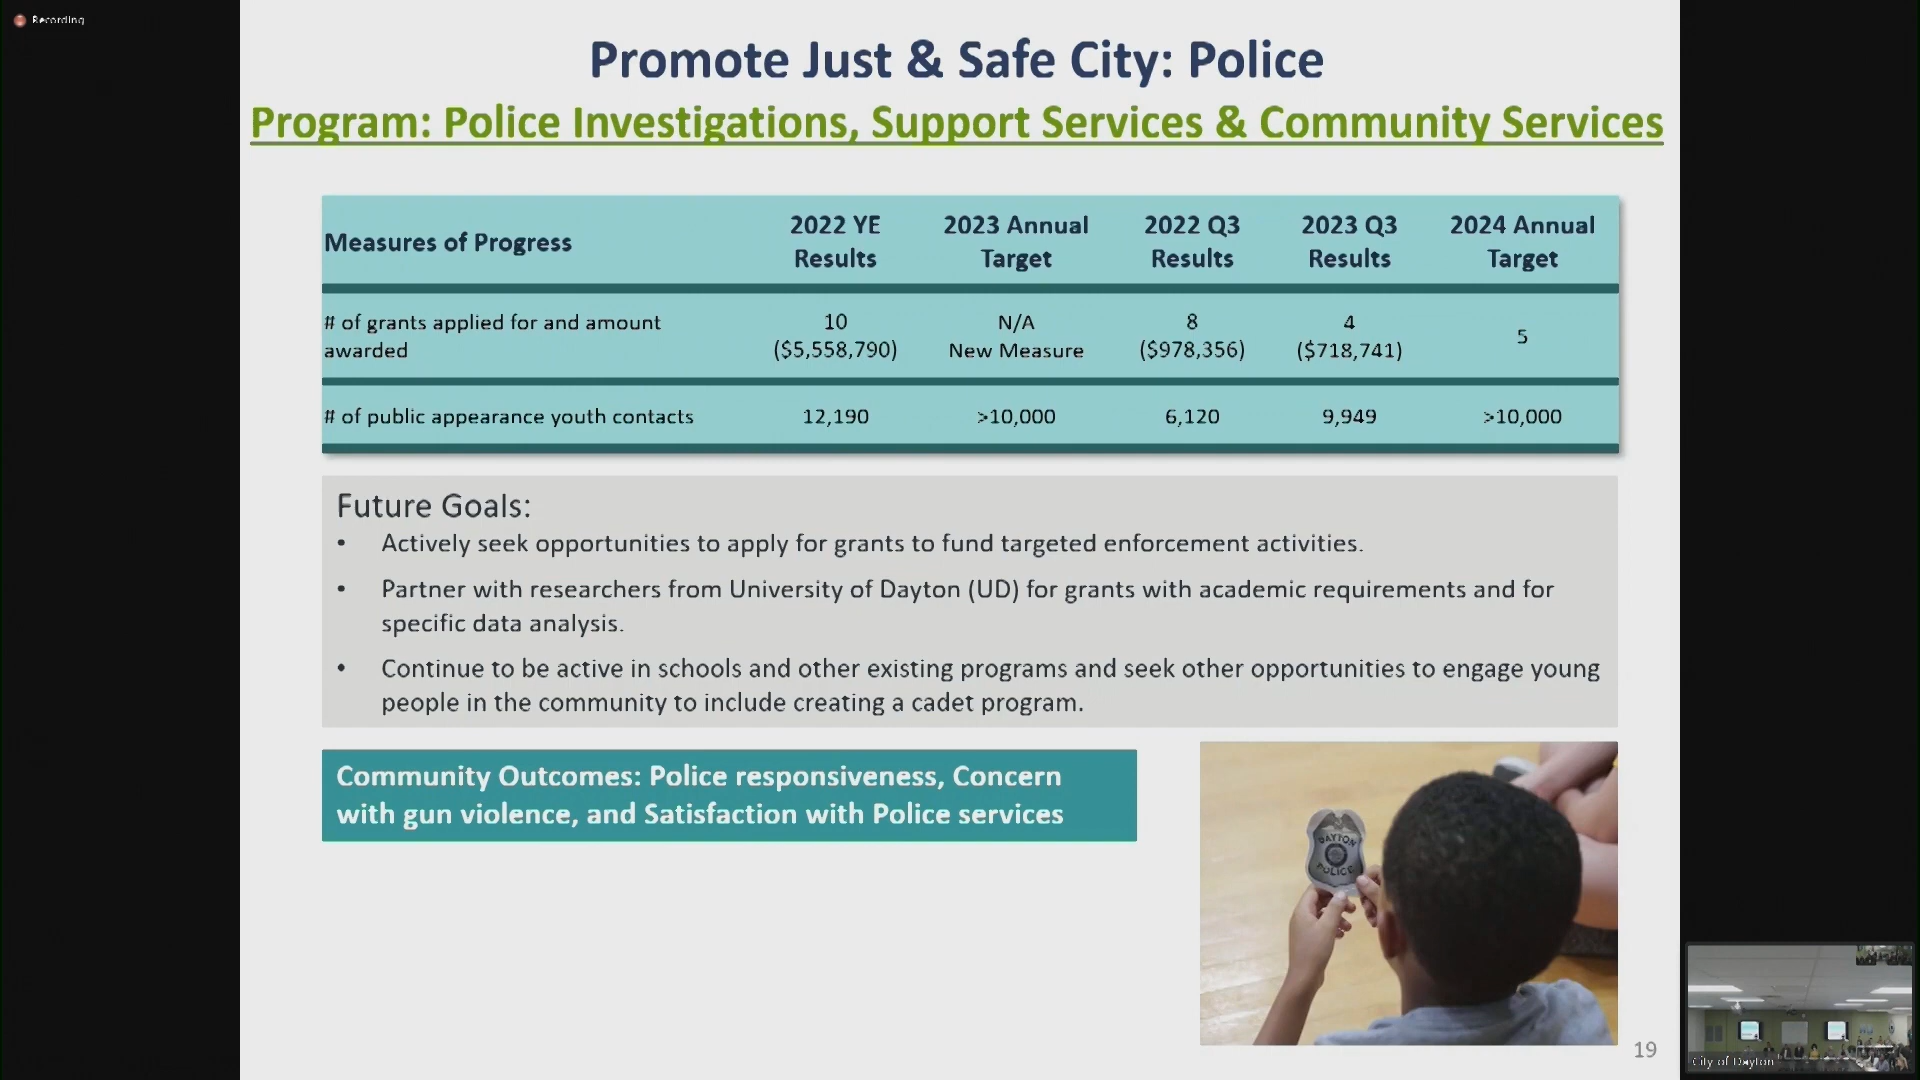 Recording
Promote Just & Safe City: Police
Program: Police Investigations, Support Services & Community Services
Measures of Progress
2022 YE
Results
2023 Annual
Target
2022 Q3
Results
2023 Q3
Results
2024 Annual
Target
# of grants applied for and amount
awarded
10
($5,558,790)
N/A
New Measure
8
($978,356)
4
($718,741)
5
# of public appearance youth contacts
12,190
>10,000
6,120
9,949
>10,000
Future Goals:
• Actively seek opportunities to apply for grants to fund targeted enforcement activities.
• Partner with researchers from University of Dayton (UD) for grants with academic requirements and for
specific data analysis.
• Continue to be active in schools and other existing programs and seek other opportunities to engage young
people in the community to include creating a cadet program.
Community Outcomes: Police responsiveness, Concern
with gun violence, and Satisfaction with Police services
DAYTON
POLICE
19
City of Dayton